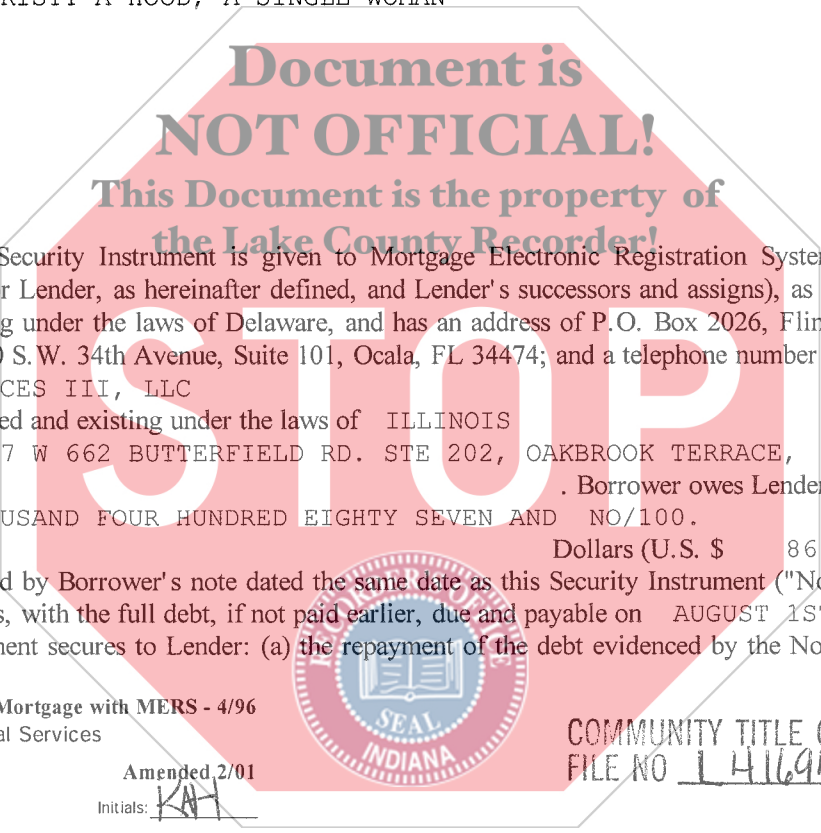 A HOOD, A SINGLE WOMAN
Document is
NOT OFFICIAL!
This Document is the property of
the Lake County Recorder!
Security Instrument is given to Mortgage Electronic Registration System
r Lender, as hereinafter defined, and Lender's successors and assigns), as
g under the laws of Delaware, and has an address of P.O. Box 2026, Flin
S.W. 34th Avenue, Suite 101, Ocala, FL 34474; and a telephone number
CES III, LLC
ed and existing under the laws of ILLINOIS
7 W 662 BUTTERFIELD RD. STE 202, OAKBROOK TERRACE,
. Borrower owes Lender
USAND FOUR HUNDRED EIGHTY SEVEN AND NO/100.
Dollars (U.S. $ 86
d by Borrower's note dated the same date as this Security Instrument ("No
s, with the full debt, if not paid earlier, due and payable on AUGUST 1ST
ent secures to Lender: (a) the repayment of the debt evidenced by the No
STOP
RECORDER'S OFFICE
SEAL
INDIANA
Mortgage with MERS - 4/96
al Services
Amended 2/01
Initials: KAH
COMMUNITY TITLE
FILE NO L 4169